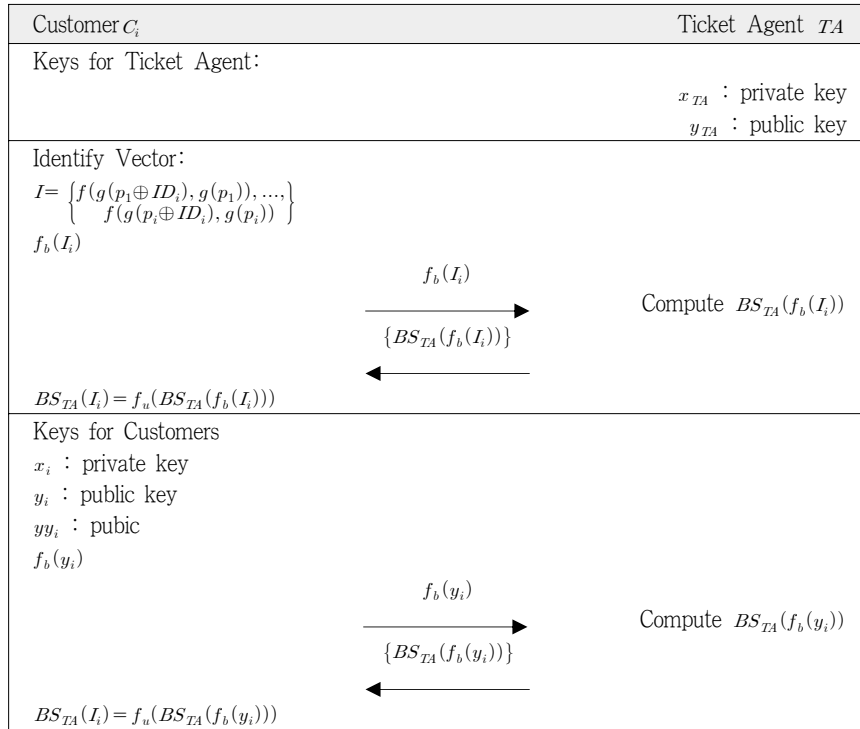 Customer C_i Ticket Agent TA
Keys for Ticket Agent:
x_TA : private key
y_TA : public key
Identify Vector:
I= {f(g(p_1⊕ID_i), g(p_1)), ...,
f(g(p_i⊕ID_i), g(p_i))}
f_b(I_i)
f_b(I_i)
Compute BS_TA(f_b(I_i))
{BS_TA(f_b(I_i))}
BS_TA(I_i) = f_u(BS_TA(f_b(I_i)))
Keys for Customers
x_i : private key
y_i : public key
yy_i : pubic
f_b(y_i)
f_b(y_i)
Compute BS_TA(f_b(y_i))
{BS_TA(f_b(y_i))}
BS_TA(I_i) = f_u(BS_TA(f_b(y_i)))